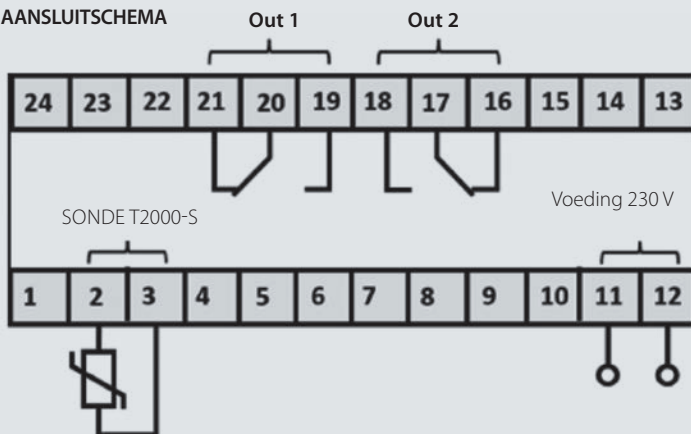 AANSLUITSCHEMA Out 1 Out 2
24 23 22 21 20 19 18 17 16 15 14 13
SONDE T2000-S
Voeding 230 V
1 2 3 4 5 6 7 8 9 10 11 12